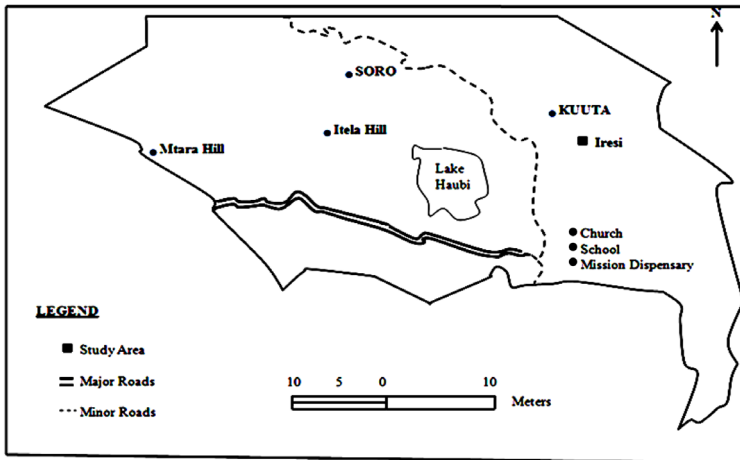 N
SORO
KUUTA
Itela Hill
Iresi
Mtara Hill
Lake
Haubi
Church
School
Mission Dispensary
LEGEND
Study Area
Major Roads
Minor Roads
10 5 0 10
Meters